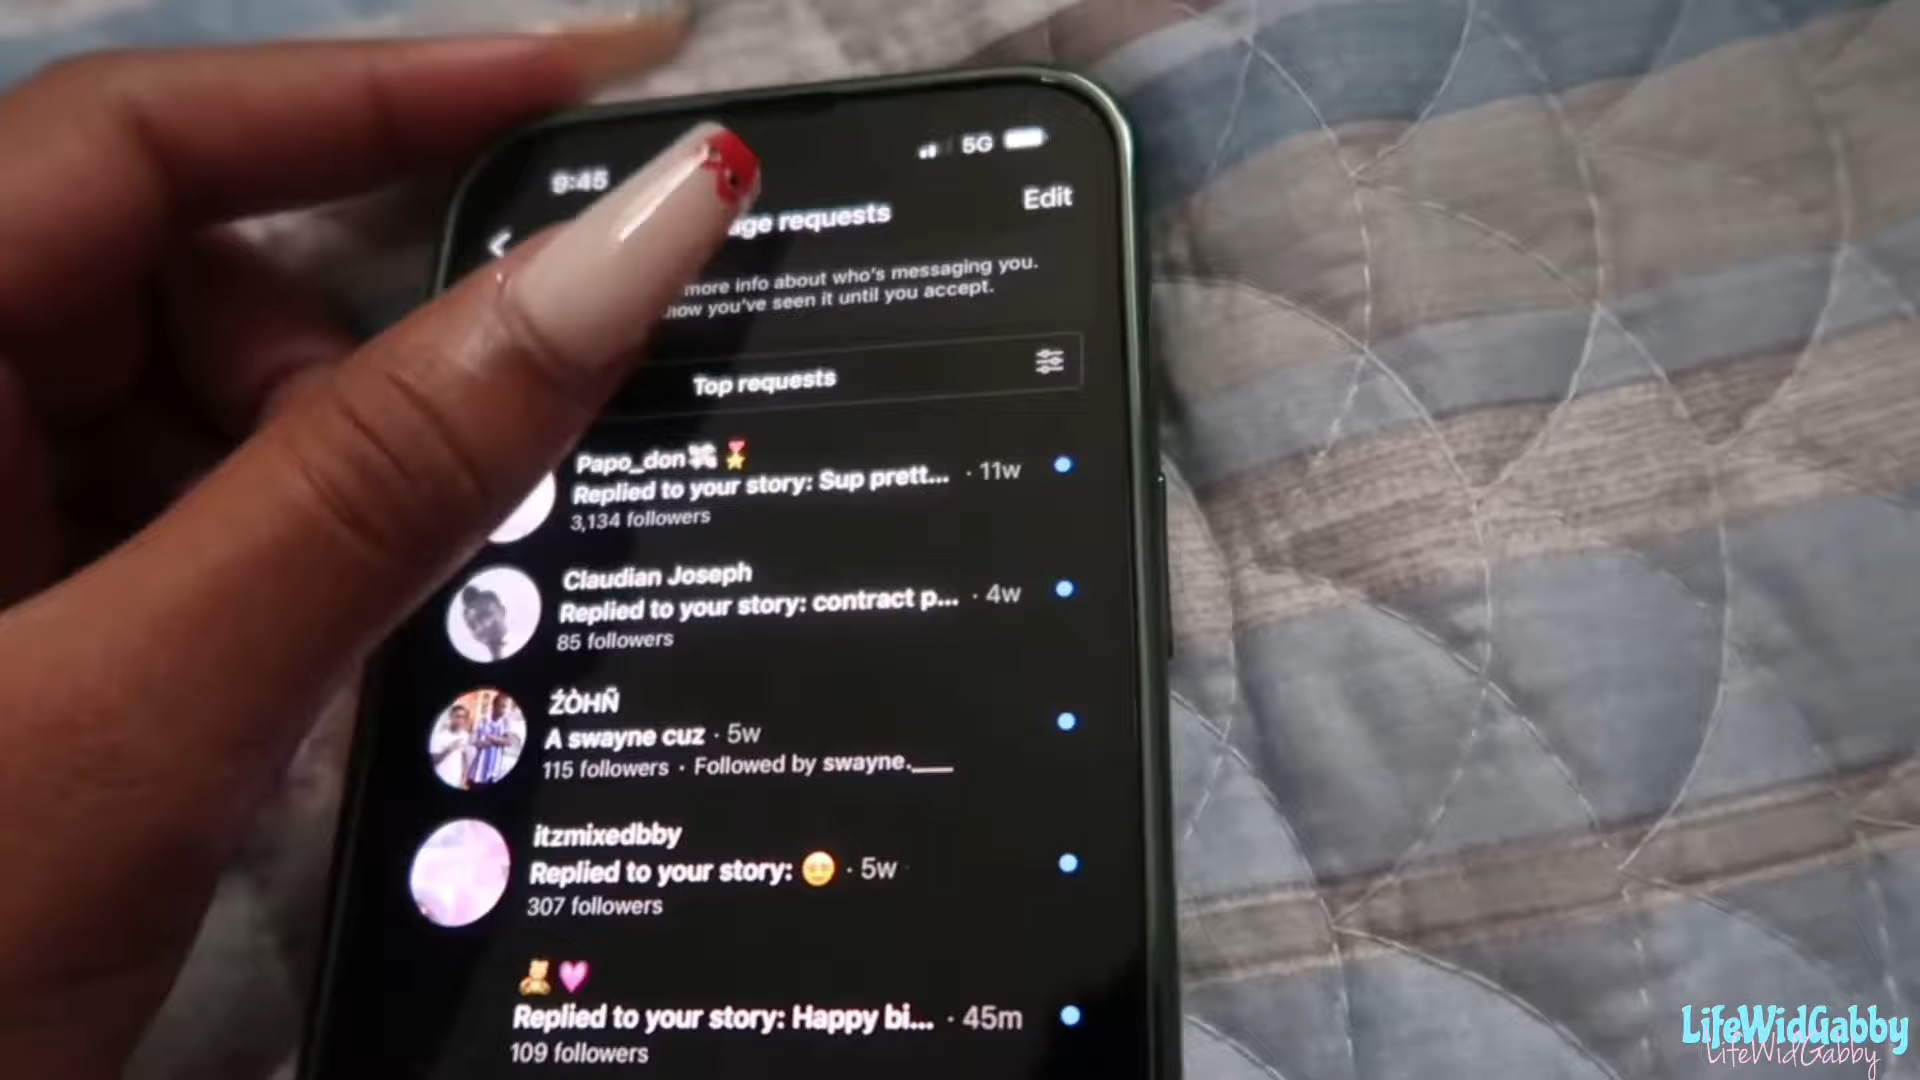 9:45 5G
age requests Edit
more info about who's messaging you.
now you've seen it until you accept.
Top requests
Papo_don
Replied to your story: Sup prett... · 11w
3,134 followers
Claudian Joseph
Replied to your story: contract p... · 4w
85 followers
ŹÒHÑ
A swayne cuz · 5w
115 followers · Followed by swayne.___
itzmixedbby
Replied to your story: 😌 · 5w
307 followers
🧸💗
Replied to your story: Happy bi... · 45m
109 followers
LifeWidGabby
LifeWidGabby